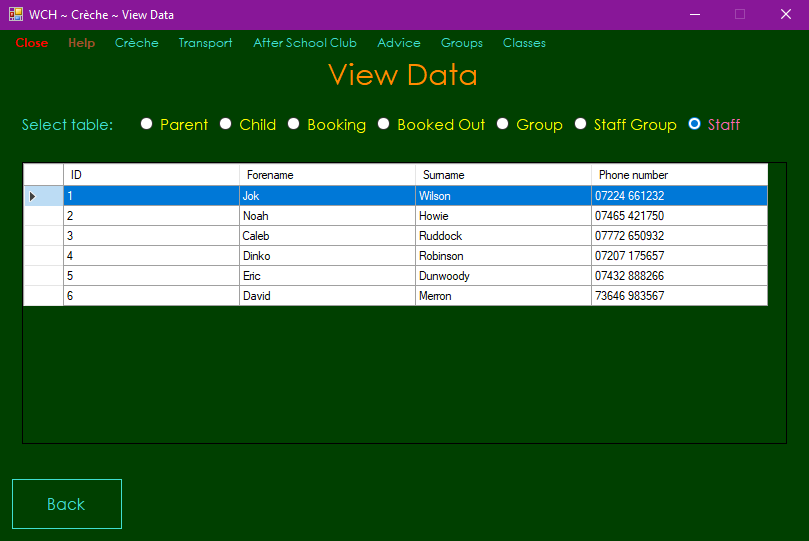 WCH ~ Crèche ~ View Data
Close Help Crèche Transport After School Club Advice Groups Classes
View Data
Select table: Parent Child Booking Booked Out Group Staff Group Staff
ID Forename Surname Phone number
1 Jok Wilson 07224 661232
2 Noah Howie 07465 421750
3 Caleb Ruddock 07772 650932
4 Dinko Robinson 07207 175657
5 Eric Dunwoody 07432 888266
6 David Merron 73646 983567
Back